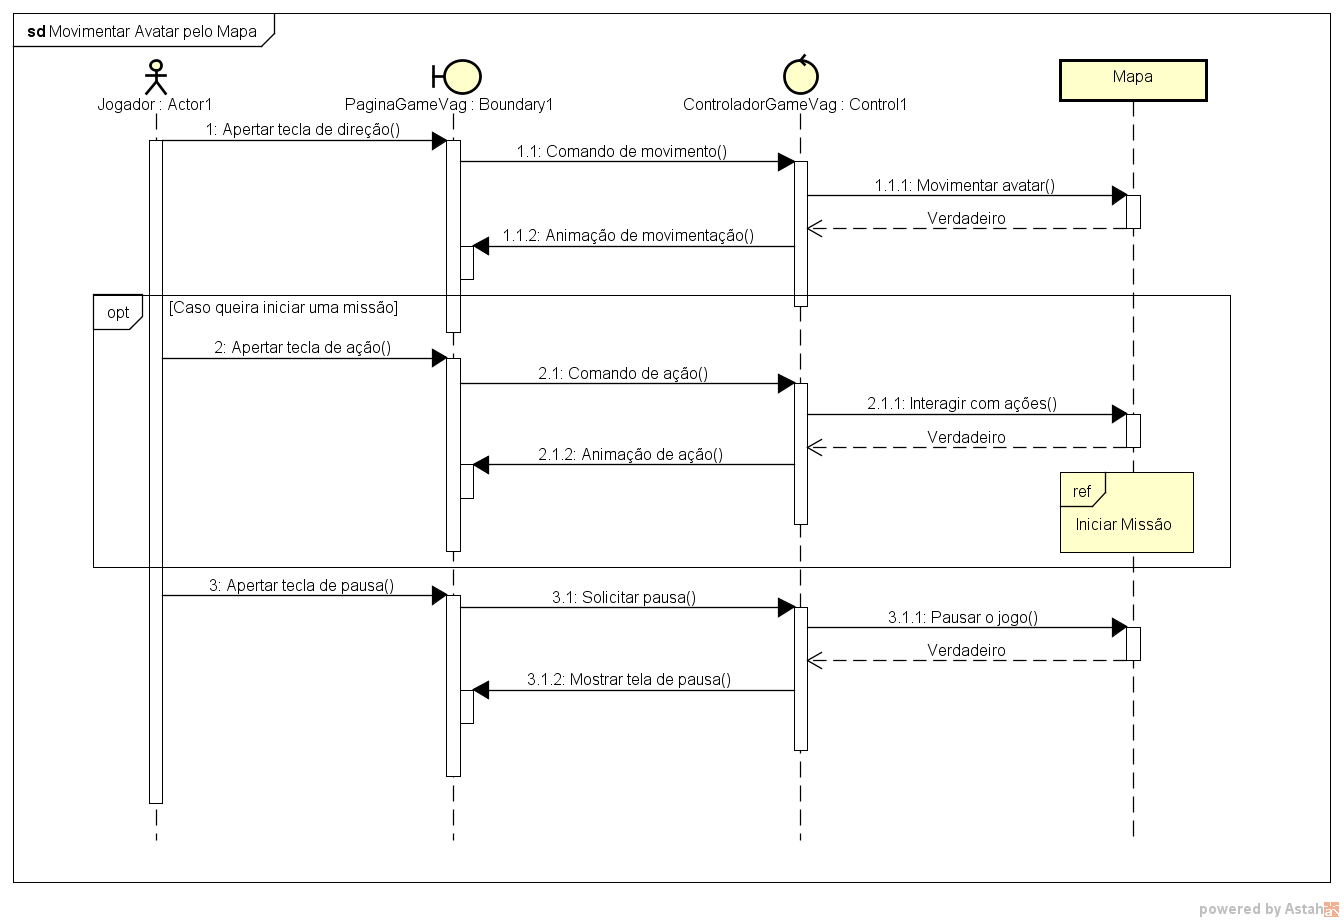 sd Movimentar Avatar pelo Mapa
Jogador : Actor1
PaginaGameVag : Boundary1
ControladorGameVag : Control1
Mapa
1: Apertar tecla de direção()
1.1: Comando de movimento()
1.1.1: Movimentar avatar()
Verdadeiro
1.1.2: Animação de movimentação()
opt
[Caso queira iniciar uma missão]
2: Apertar tecla de ação()
2.1: Comando de ação()
2.1.1: Interagir com ações()
Verdadeiro
2.1.2: Animação de ação()
ref
Iniciar Missão
3: Apertar tecla de pausa()
3.1: Solicitar pausa()
3.1.1: Pausar o jogo()
Verdadeiro
3.1.2: Mostrar tela de pausa()
powered by Astah